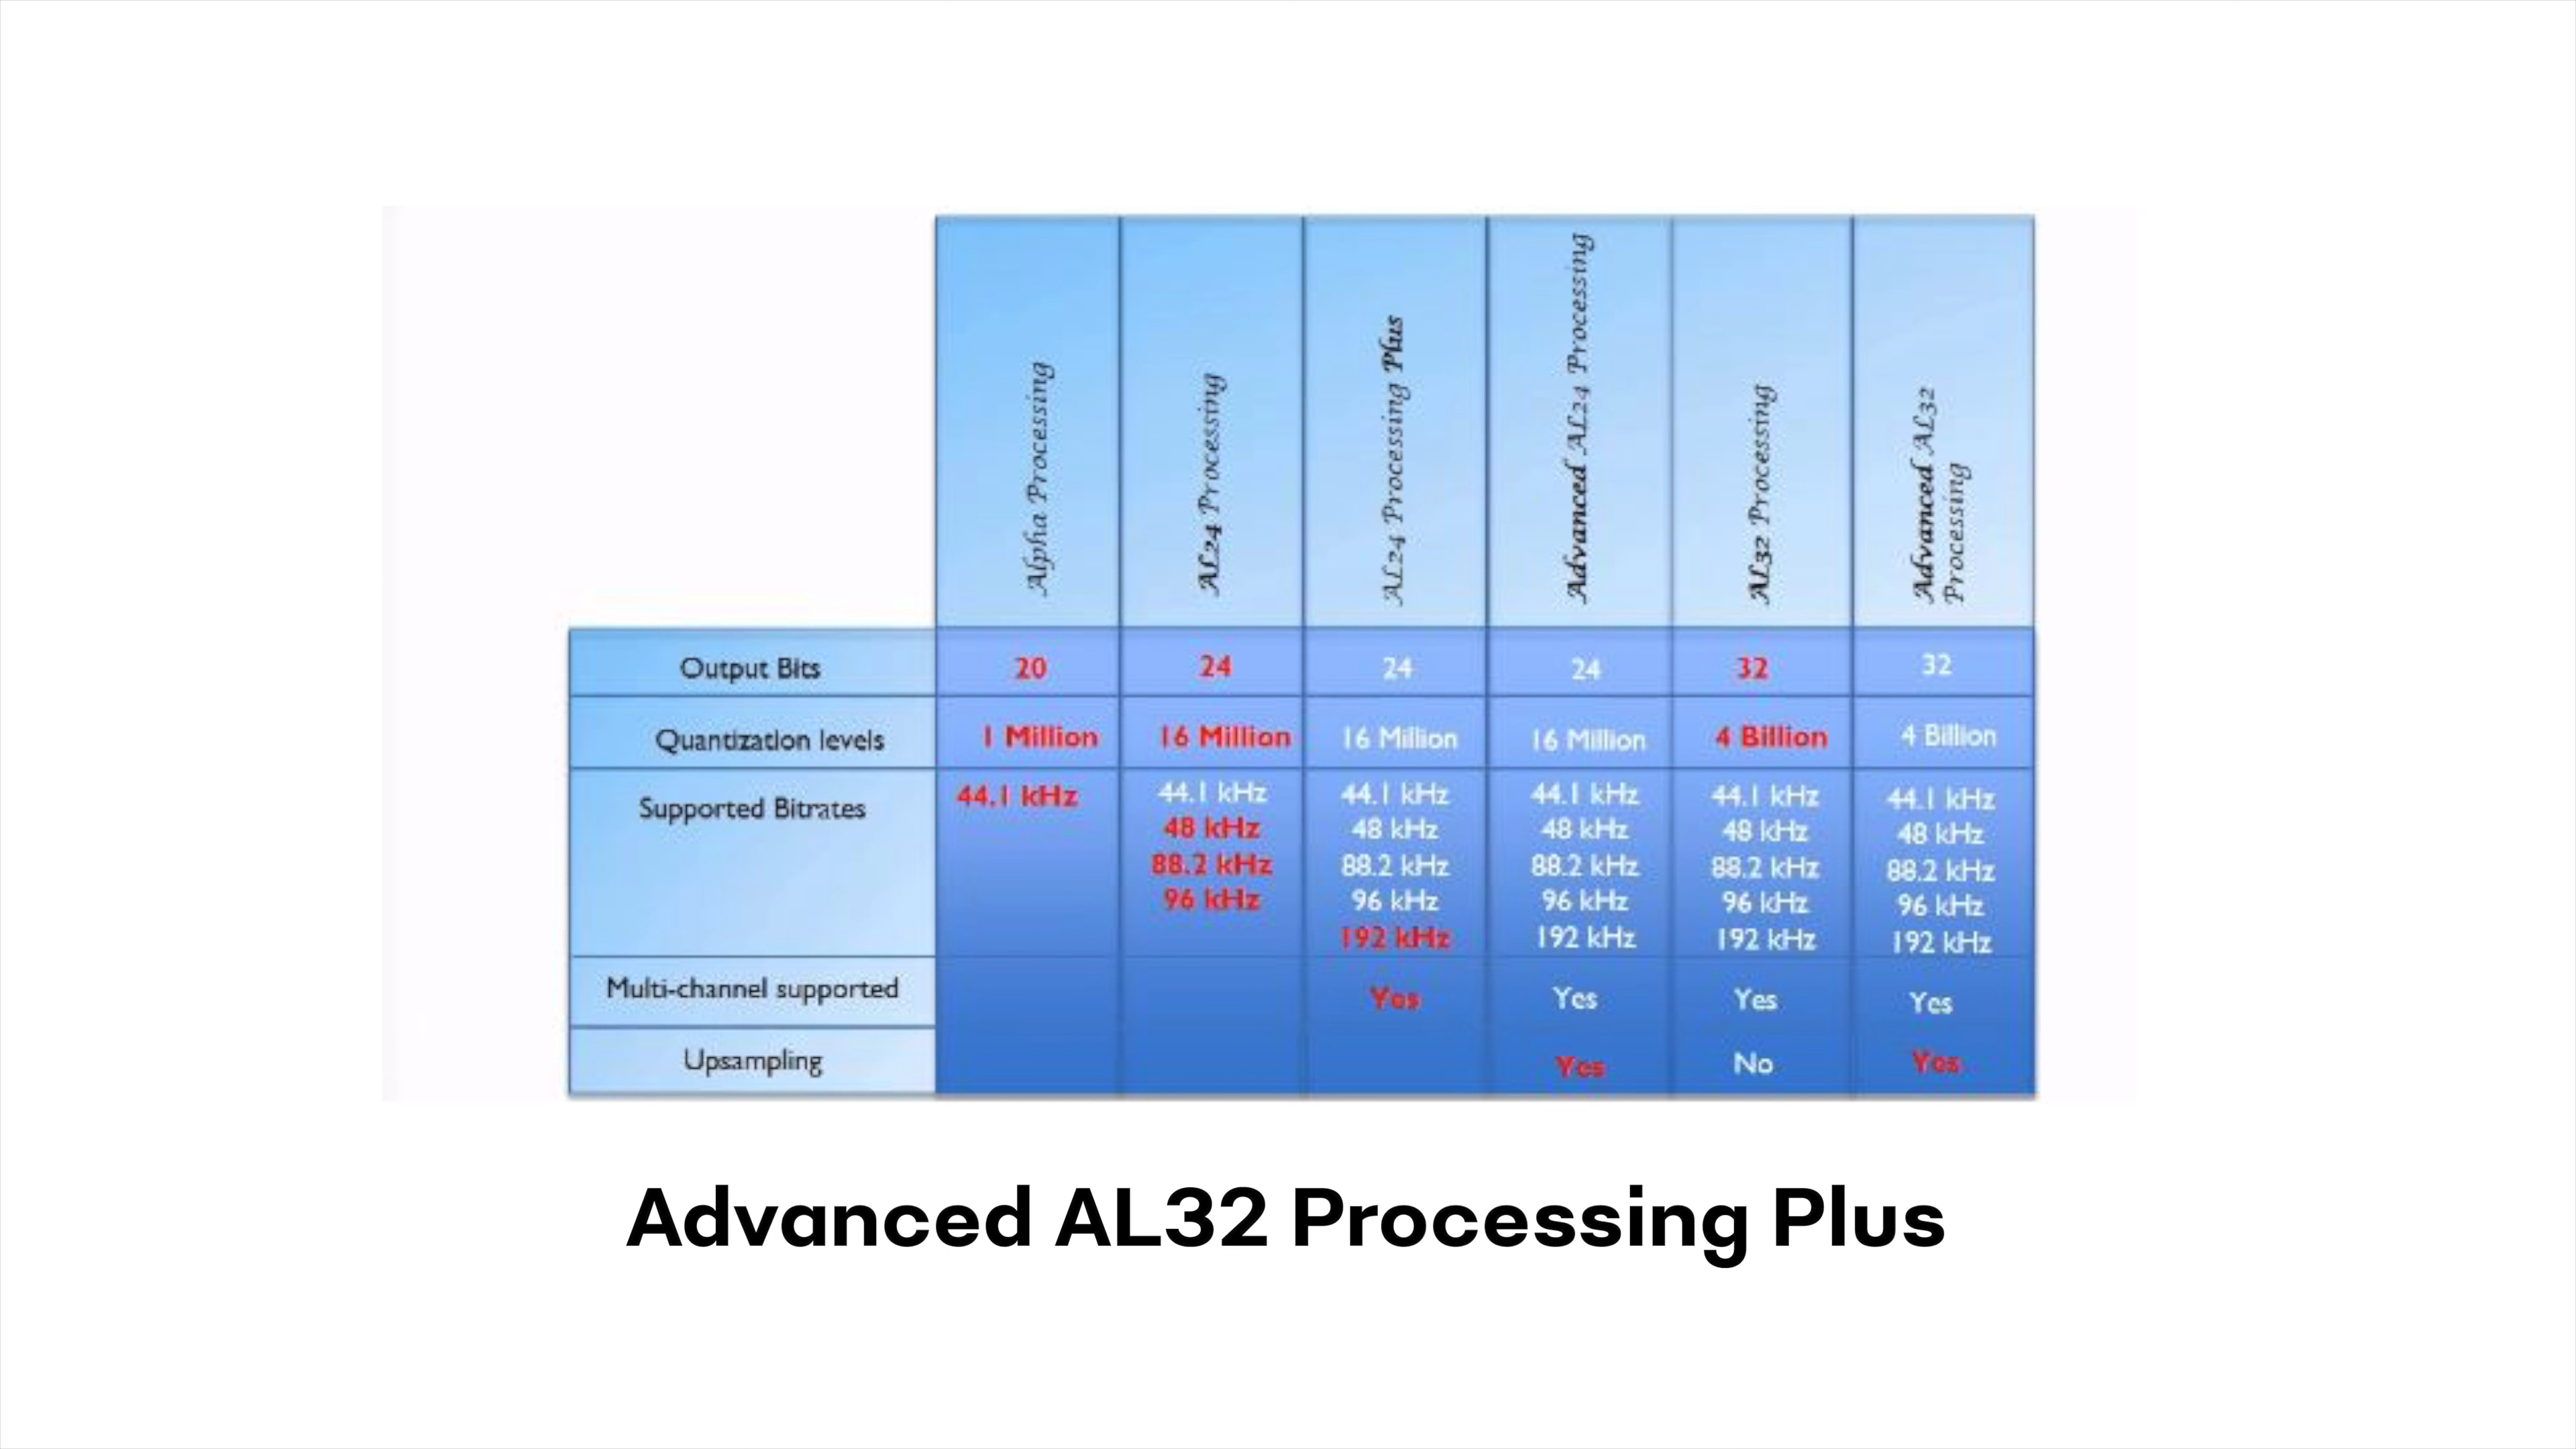 Alpha Processing
AL24 Processing
AL24 Processing Plus
Advanced AL24 Processing
AL32 Processing
Advanced AL32
Processing
Output Bits 20 24 24 24 32 32
Quantization levels 1 Million 16 Million 16 Million 16 Million 4 Billion 4 Billion
Supported Bitrates 44.1 kHz 44.1 kHz 44.1 kHz 44.1 kHz 44.1 kHz 44.1 kHz
48 kHz 48 kHz 48 kHz 48 kHz 48 kHz
88.2 kHz 88.2 kHz 88.2 kHz 88.2 kHz 88.2 kHz
96 kHz 96 kHz 96 kHz 96 kHz 96 kHz
192 kHz 192 kHz 192 kHz 192 kHz
Multi-channel supported Yes Yes Yes Yes
Upsampling Yes No Yes
Advanced AL32 Processing Plus